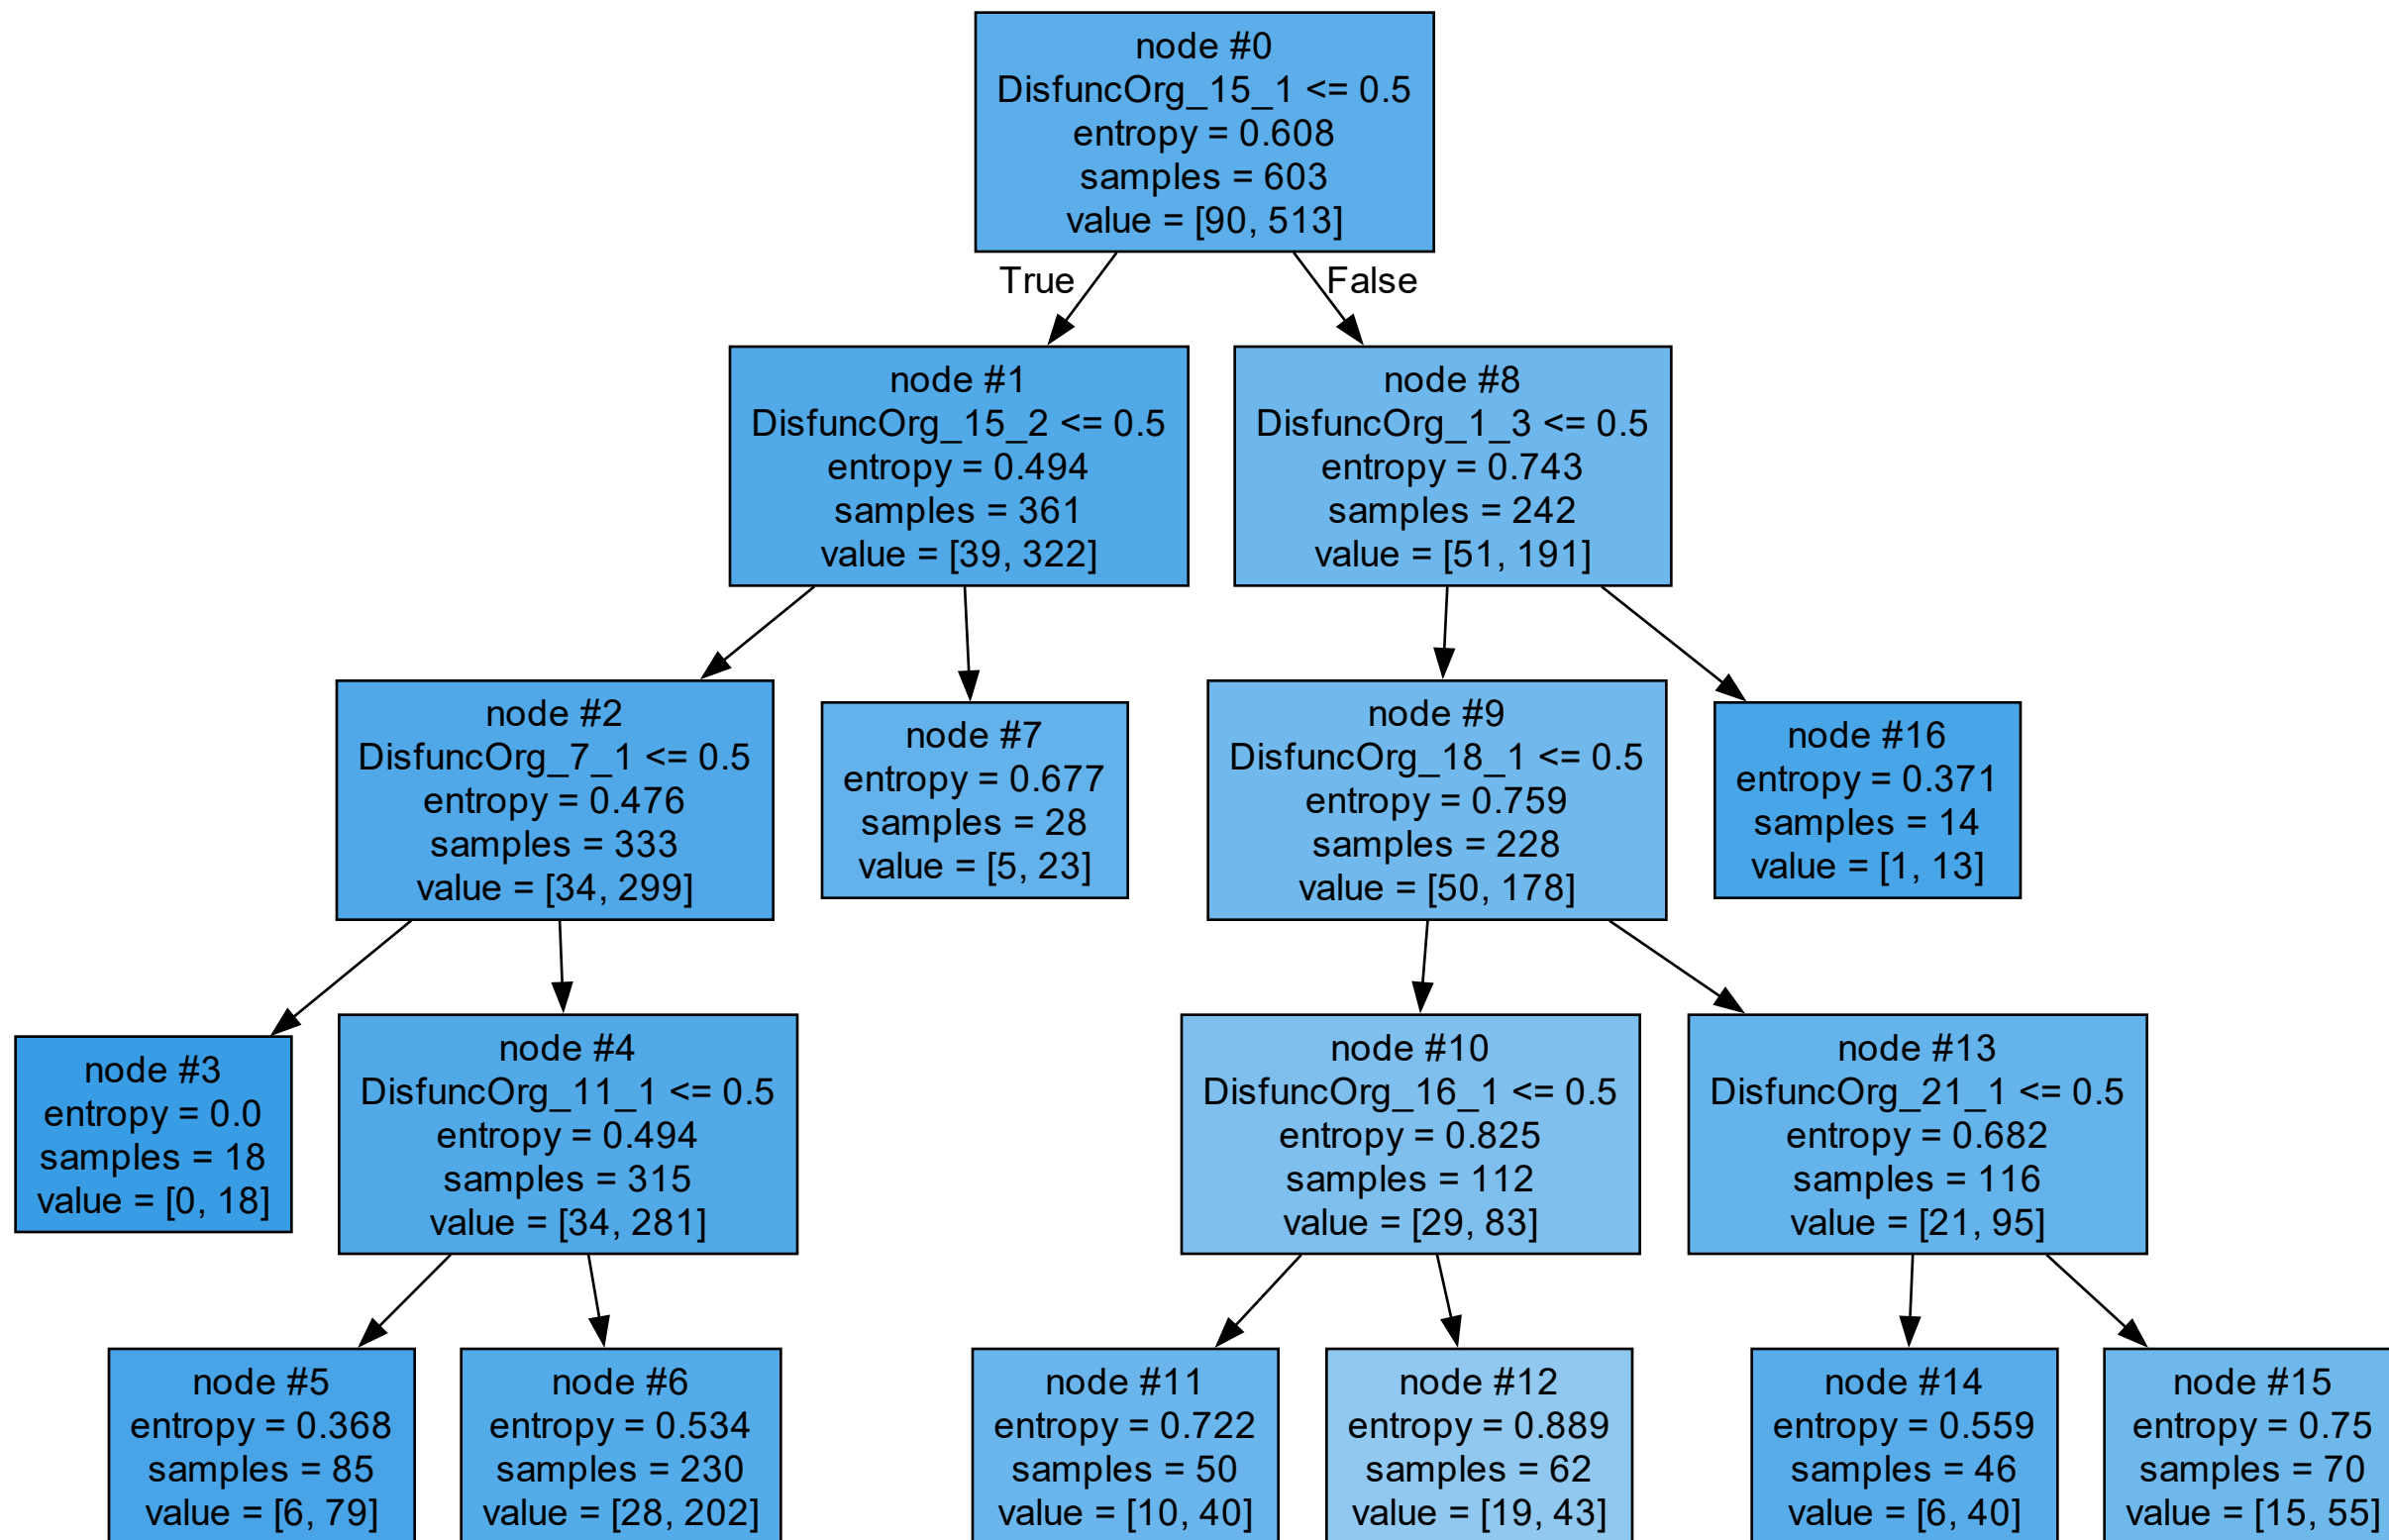 node #0
DisfuncOrg_15_1 <= 0.5
entropy = 0.608
samples = 603
value = [90, 513]
True
False
node #1
DisfuncOrg_15_2 <= 0.5
entropy = 0.494
samples = 361
value = [39, 322]
node #8
DisfuncOrg_1_3 <= 0.5
entropy = 0.743
samples = 242
value = [51, 191]
node #2
DisfuncOrg_7_1 <= 0.5
entropy = 0.476
samples = 333
value = [34, 299]
node #7
entropy = 0.677
samples = 28
value = [5, 23]
node #9
DisfuncOrg_18_1 <= 0.5
entropy = 0.759
samples = 228
value = [50, 178]
node #16
entropy = 0.371
samples = 14
value = [1, 13]
node #3
entropy = 0.0
samples = 18
value = [0, 18]
node #4
DisfuncOrg_11_1 <= 0.5
entropy = 0.494
samples = 315
value = [34, 281]
node #10
DisfuncOrg_16_1 <= 0.5
entropy = 0.825
samples = 112
value = [29, 83]
node #13
DisfuncOrg_21_1 <= 0.5
entropy = 0.682
samples = 116
value = [21, 95]
node #5
entropy = 0.368
samples = 85
value = [6, 79]
node #6
entropy = 0.534
samples = 230
value = [28, 202]
node #11
entropy = 0.722
samples = 50
value = [10, 40]
node #12
entropy = 0.889
samples = 62
value = [19, 43]
node #14
entropy = 0.559
samples = 46
value = [6, 40]
node #15
entropy = 0.75
samples = 70
value = [15, 55]